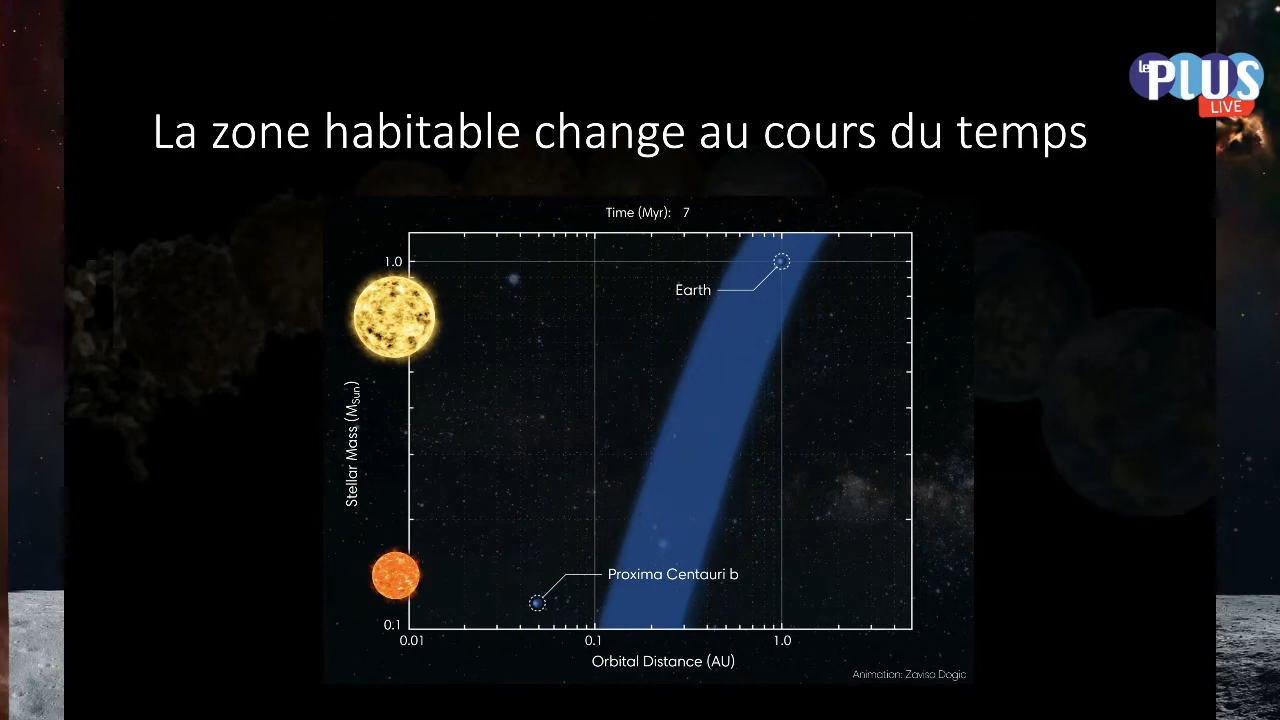 le PLUS
LIVE
La zone habitable change au cours du temps
Time (Myr): 7
1.0
Earth
Stellar Mass (MSun)
Proxima Centauri b
0.1
0.01
0.1
1.0
Orbital Distance (AU)
Animation: Zavisa Dogic